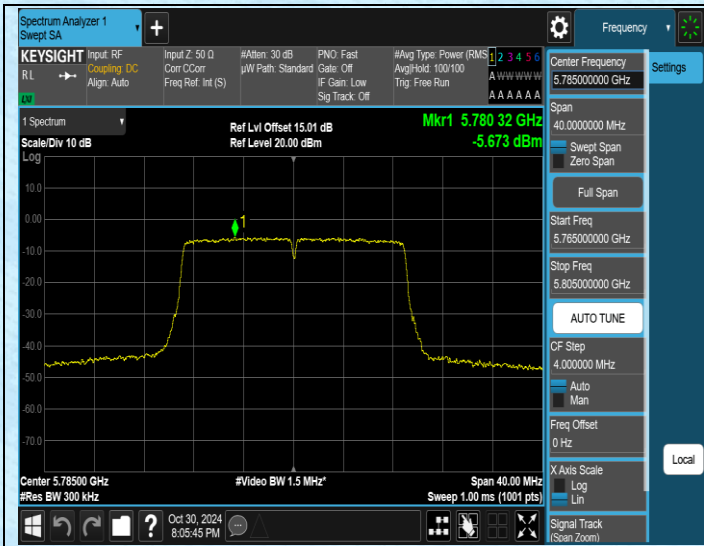 Spectrum Analyzer 1
Swept SA
+
Frequency
KEYSIGHT
RL
LXI
Input: RF
Coupling: DC
Align: Auto
Input Z: 50 Ω
Corr CCorr
Freq Ref: Int (S)
#Atten: 30 dB
µW Path: Standard
PNO: Fast
Gate: Off
IF Gain: Low
Sig Track: Off
#Avg Type: Power (RMS
Avg|Hold: 100/100
Trig: Free Run
1 2 3 4 5 6
A W W W W W
A A A A A A
Center Frequency
5.785000000 GHz
Settings
Span
40.0000000 MHz
Swept Span
Zero Span
Full Span
Start Freq
5.765000000 GHz
Stop Freq
5.805000000 GHz
AUTO TUNE
CF Step
4.000000 MHz
Auto
Man
Freq Offset
0 Hz
X Axis Scale
Log
Lin
Signal Track
(Span Zoom)
Local
1 Spectrum
Scale/Div 10 dB
Log
Ref Lvl Offset 15.01 dB
Ref Level 20.00 dBm
Mkr1 5.780 32 GHz
-5.673 dBm
10.0
0.00
-10.0
-20.0
-30.0
-40.0
-50.0
-60.0
-70.0
1
Center 5.78500 GHz
#Res BW 300 kHz
#Video BW 1.5 MHz*
Span 40.00 MHz
Sweep 1.00 ms (1001 pts)
?
Oct 30, 2024
8:05:45 PM